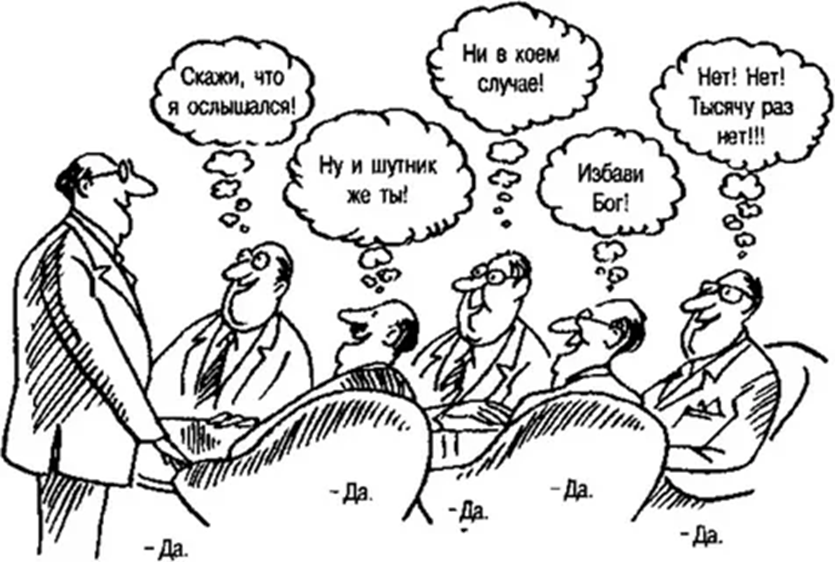 Скажи, что
я ослышался!
Ну и шутник
же ты!
Ни в коем
случае!
Избави
Бог!
Нет! Нет!
Тысячу раз
нет!!!
- Да.
- Да.
- Да.
- Да.
- Да.